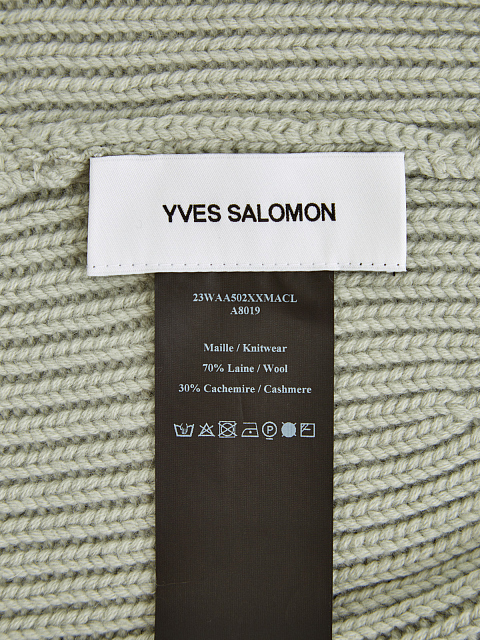 YVES SALOMON
23WAA502XXMACL
A8019
Maille / Knitwear
70% Laine / Wool
30% Cachemire / Cashmere